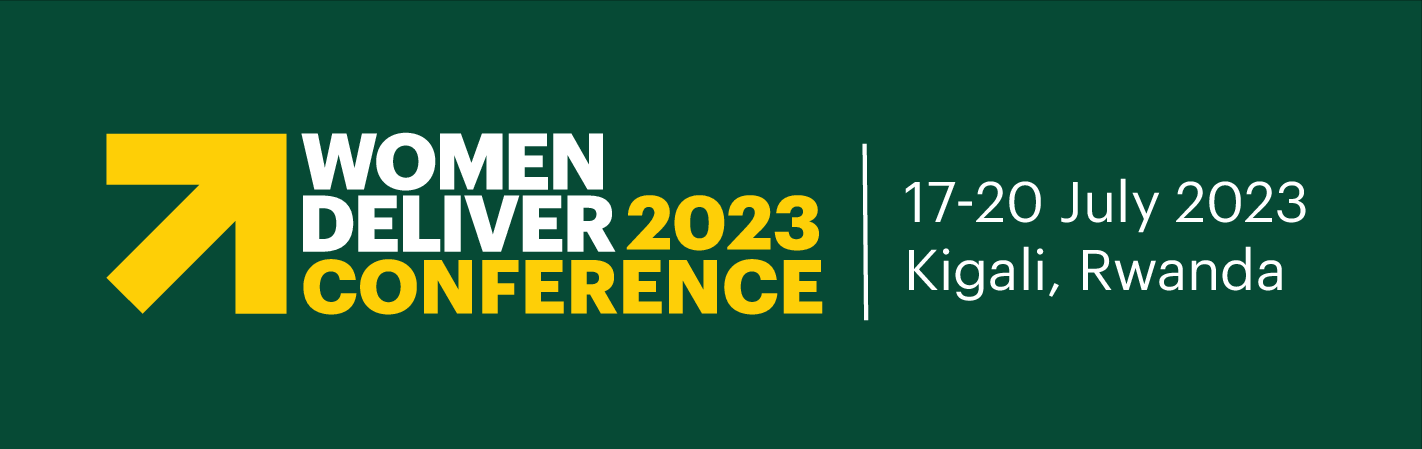 WOMEN
DELIVER 2023
CONFERENCE
17-20 July 2023
Kigali, Rwanda